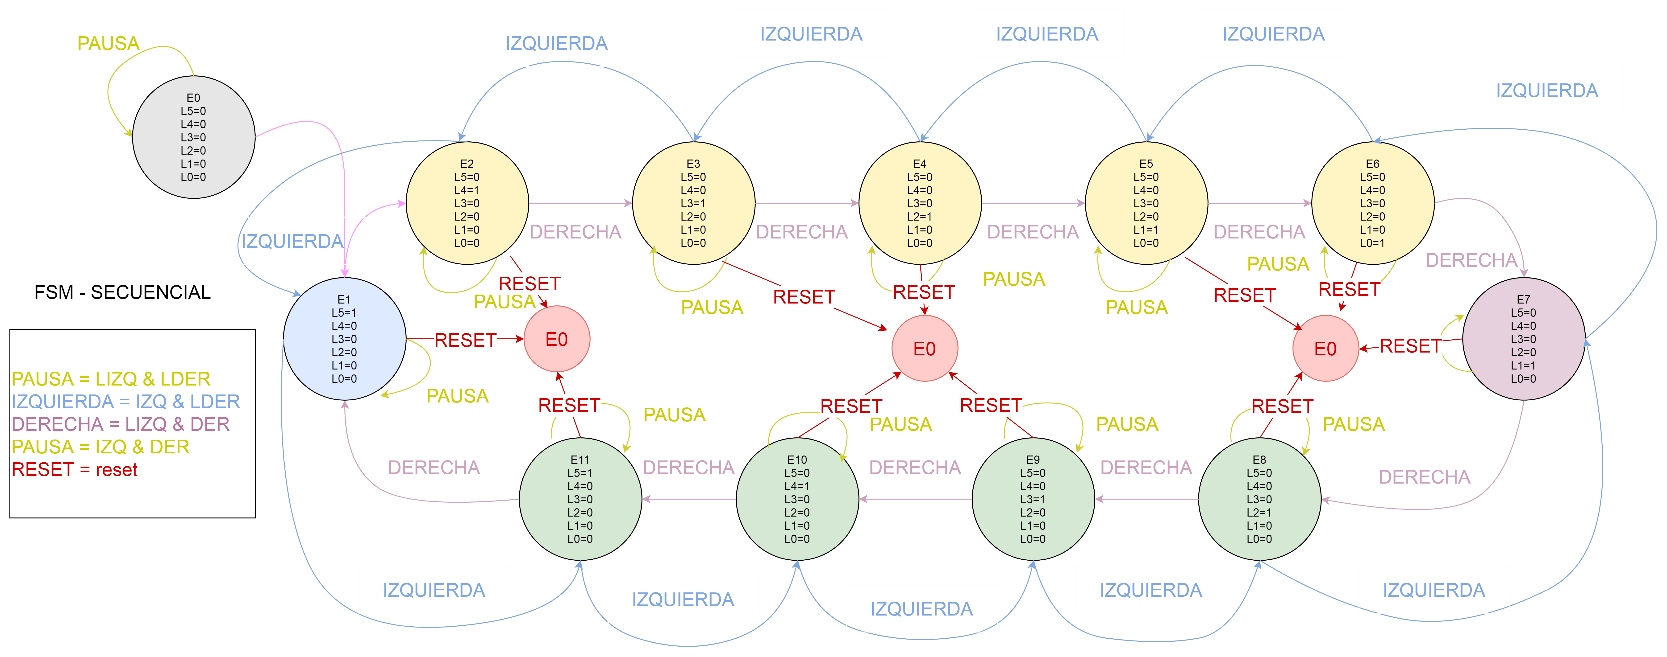 PAUSA
E0
L5=0
L4=0
L3=0
L2=0
L1=0
L0=0
IZQUIERDA
IZQUIERDA
IZQUIERDA
IZQUIERDA
IZQUIERDA
E2
L5=0
L4=1
L3=0
L2=0
L1=0
L0=0
E3
L5=0
L4=0
L3=1
L2=0
L1=0
L0=0
E4
L5=0
L4=0
L3=0
L2=1
L1=0
L0=0
E5
L5=0
L4=0
L3=0
L2=0
L1=1
L0=0
E6
L5=0
L4=0
L3=0
L2=0
L1=0
L0=1
DERECHA
DERECHA
DERECHA
DERECHA
DERECHA
IZQUIERDA
RESET
PAUSA
PAUSA
RESET
RESET
PAUSA
PAUSA
RESET
PAUSA
RESET
FSM - SECUENCIAL
E1
L5=1
L4=0
L3=0
L2=0
L1=0
L0=0
RESET
E0
E0
E0
RESET
E7
L5=0
L4=0
L3=0
L2=0
L1=1
L0=0
PAUSA = LIZQ & LDER
IZQUIERDA = IZQ & LDER
DERECHA = LIZQ & DER
PAUSA = IZQ & DER
RESET = reset
PAUSA
RESET
PAUSA
RESET
PAUSA
RESET
PAUSA
RESET
PAUSA
DERECHA
DERECHA
DERECHA
DERECHA
DERECHA
E11
L5=1
L4=0
L3=0
L2=0
L1=0
L0=0
E10
L5=0
L4=1
L3=0
L2=0
L1=0
L0=0
E9
L5=0
L4=0
L3=1
L2=0
L1=0
L0=0
E8
L5=0
L4=0
L3=0
L2=1
L1=0
L0=0
IZQUIERDA
IZQUIERDA
IZQUIERDA
IZQUIERDA
IZQUIERDA